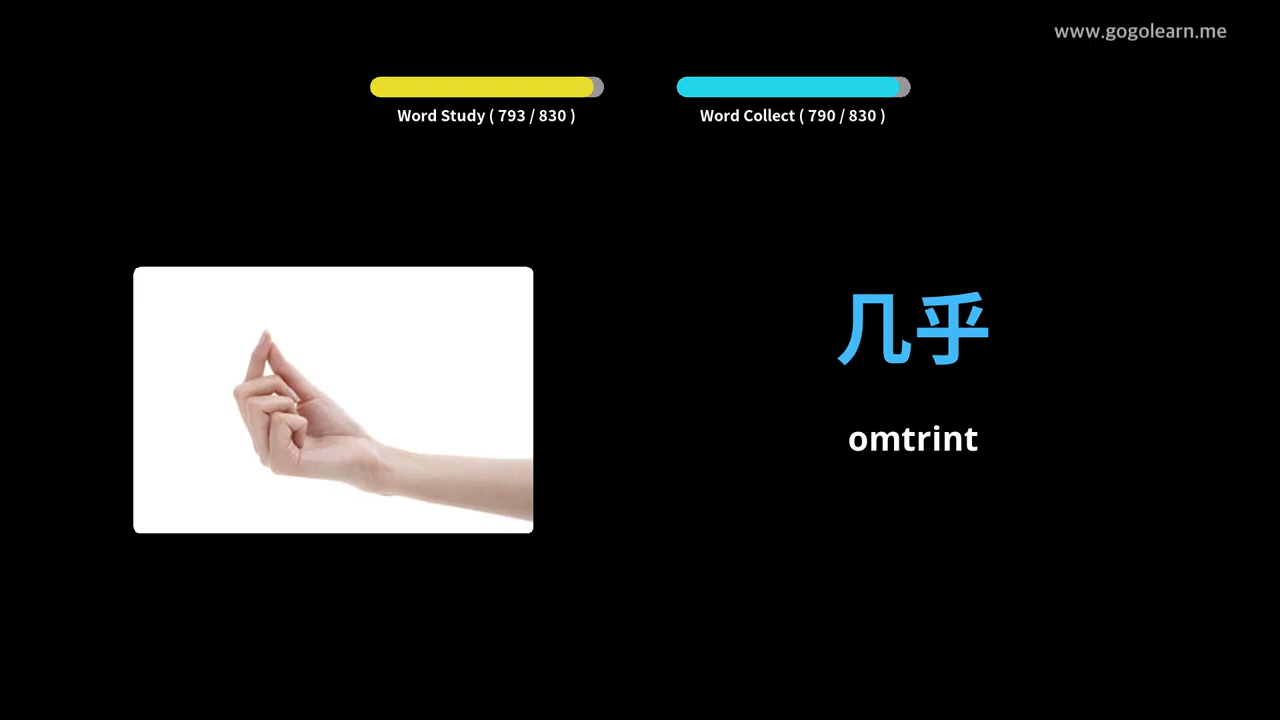 www.gogolearn.me
Word Study ( 793 / 830 )
Word Collect ( 790 / 830 )
几乎
omtrint